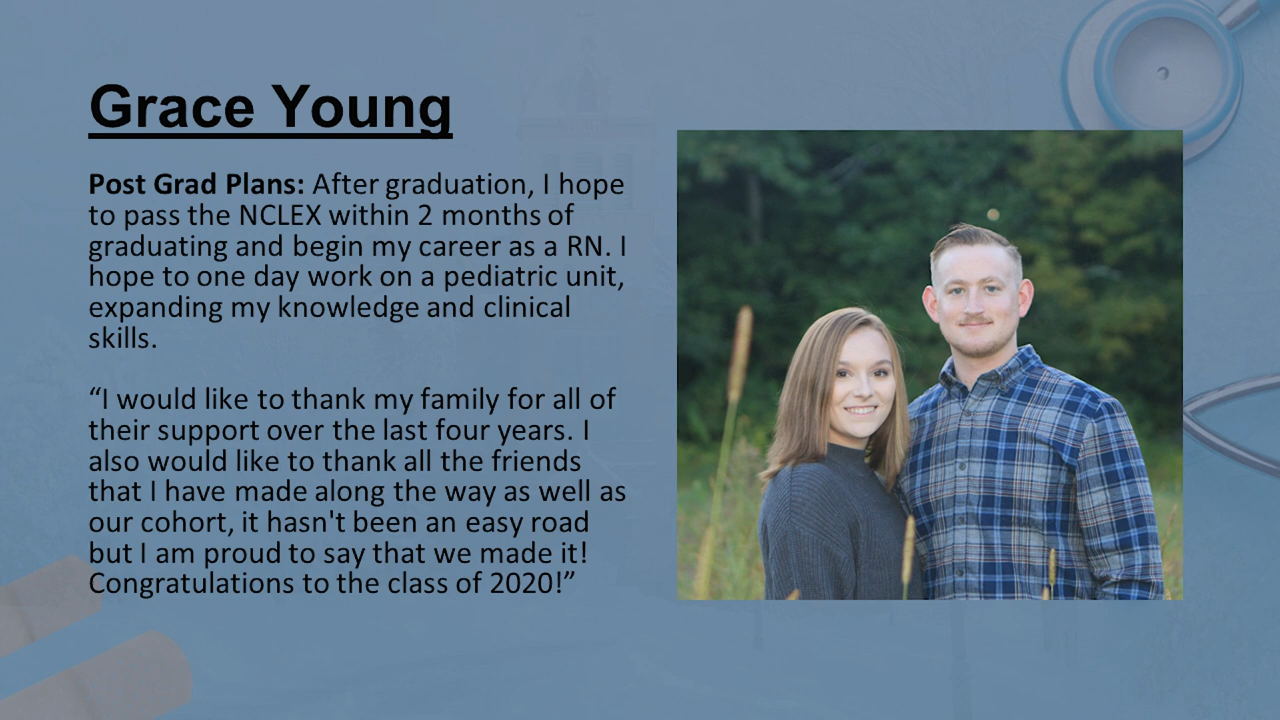 Grace Young
Post Grad Plans: After graduation, I hope
to pass the NCLEX within 2 months of
graduating and begin my career as a RN. I
hope to one day work on a pediatric unit,
expanding my knowledge and clinical
skills.
“I would like to thank my family for all of
their support over the last four years. I
also would like to thank all the friends
that I have made along the way as well as
our cohort, it hasn't been an easy road
but I am proud to say that we made it!
Congratulations to the class of 2020!”